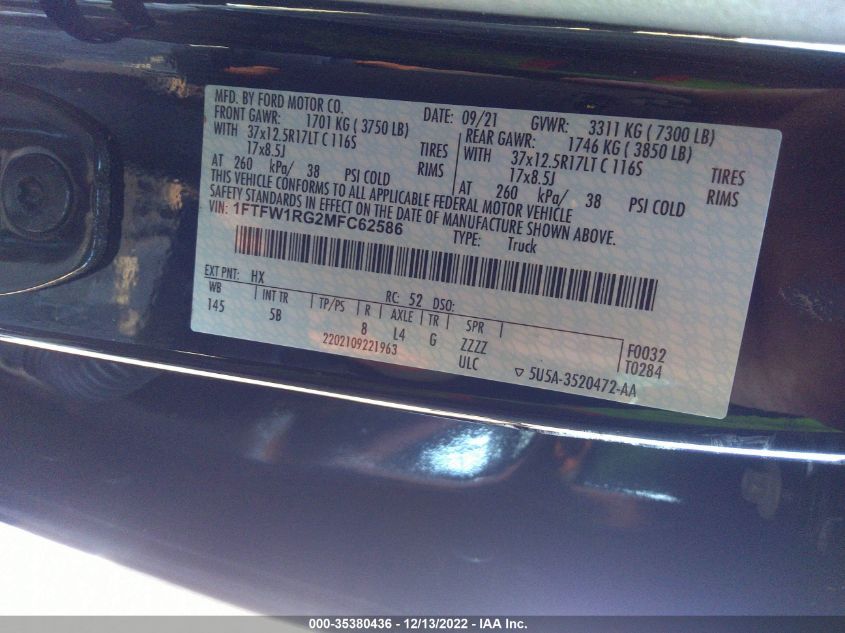 MFD. BY FORD MOTOR CO.
DATE: 09/21 GVWR: 3311 KG ( 7300 LB)
FRONT GAWR: 1701 KG ( 3750 LB)
REAR GAWR: 1746 KG ( 3850 LB)
WITH 37x12.5R17LT C 116S TIRES
WITH 37x12.5R17LT C 116S TIRES
17x8.5J RIMS
17x8.5J RIMS
AT 260 kPa/ 38 PSI COLD
AT 260 kPa/ 38 PSI COLD
THIS VEHICLE CONFORMS TO ALL APPLICABLE FEDERAL MOTOR VEHICLE
SAFETY STANDARDS IN EFFECT ON THE DATE OF MANUFACTURE SHOWN ABOVE.
VIN: 1FTFW1RG2MFC62586
TYPE: Truck
EXT PNT: HX RC: 52 DSO:
WB INT TR TP/PS R AXLE TR SPR
145 5B 8 L4 G ZZZZ F0032
2202109221963 ULC T0284
▽ 5U5A-3520472-AA
000-35380436 - 12/13/2022 - IAA Inc.